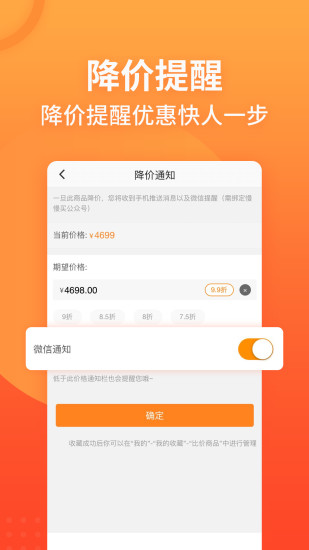 降价提醒
降价提醒优惠快人一步
降价通知
一旦此商品降价，您将收到手机推送消息以及微信提醒（需绑定慢
慢买公众号）
当前价格: ¥4699
期望价格:
¥4698.00 9.9折
9折 8.5折 8折 7.5折
微信通知
低于此价格通知栏也会提醒您哦~
确定
收藏成功后你可以在“我的”-“我的收藏”-“比价商品”中进行管理